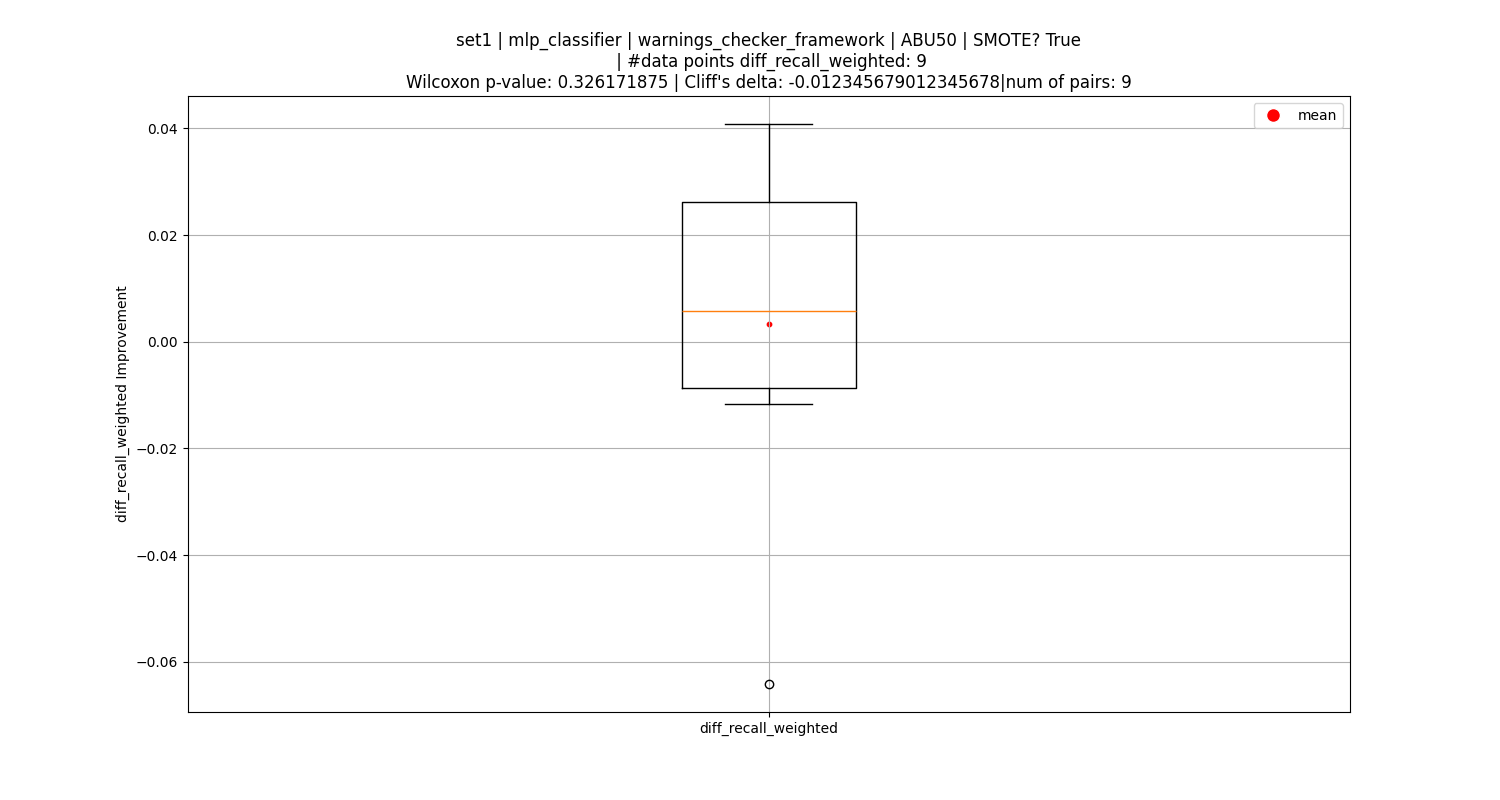 set1 | mlp_classifier | warnings_checker_framework | ABU50 | SMOTE? True
| #data points diff_recall_weighted: 9
Wilcoxon p-value: 0.326171875 | Cliff's delta: -0.012345679012345678|num of pairs: 9
mean
0.04
0.02
0.00
−0.02
−0.04
−0.06
diff_recall_weighted Improvement
diff_recall_weighted